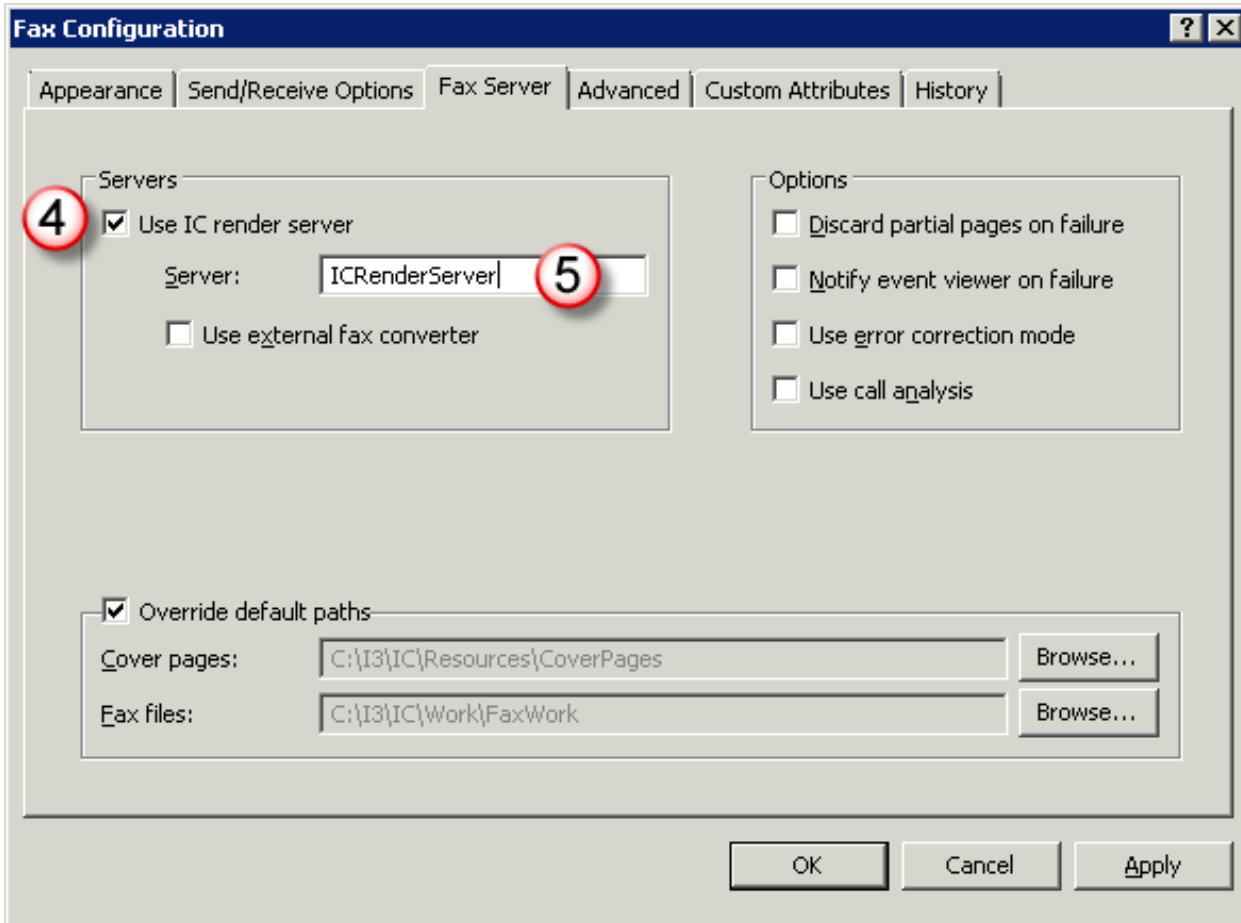 Fax Configuration
Appearance Send/Receive Options Fax Server Advanced Custom Attributes History
Servers
4 Use IC render server
Server: ICRenderServer 5
Use external fax converter
Options
Discard partial pages on failure
Notify event viewer on failure
Use error correction mode
Use call analysis
Override default paths
Cover pages: C:\I3\IC\Resources\CoverPages Browse...
Fax files: C:\I3\IC\Work\FaxWork Browse...
OK Cancel Apply